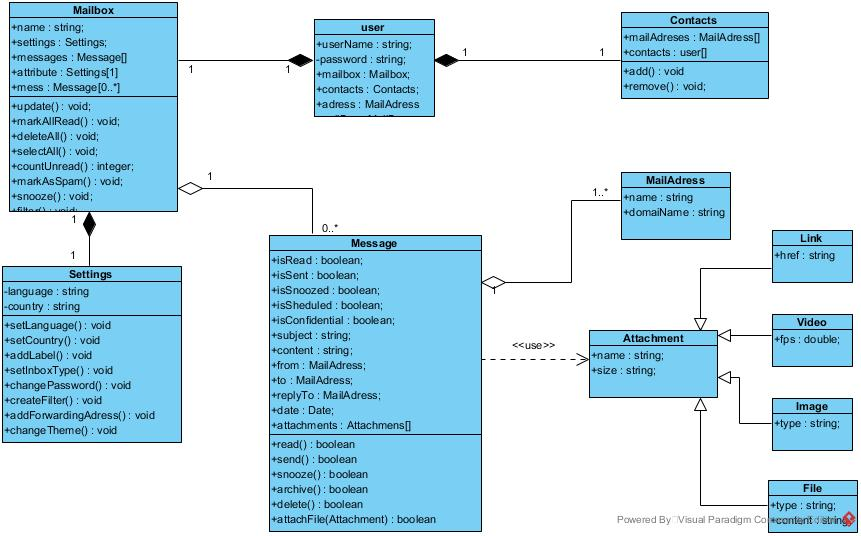 Mailbox
+name : string;
+settings : Settings;
+messages : Message[]
+attribute : Settings[1]
+mess : Message[0..*]
+update() : void;
+markAllRead() : void;
+deleteAll() : void;
+selectAll() : void;
+countUnread() : integer;
+markAsSpam() : void;
+snooze() : void;
+filter() : void;
1
1
user
+userName : string;
-password : string;
+mailbox : Mailbox;
+contacts : Contacts;
+adress : MailAdress
1
1
Contacts
+mailAdreses : MailAdress[]
+contacts : user[]
+add() : void
+remove() : void;
1
0..*
1
1
Settings
-language : string
-country : string
+setLanguage() : void
+setCountry() : void
+addLabel() : void
+setInboxType() : void
+changePassword() : void
+createFilter() : void
+addForwardingAdress() : void
+changeTheme() : void
Message
+isRead : boolean;
+isSent : boolean;
+isSnoozed : boolean;
+isSheduled : boolean;
+isConfidential : boolean;
+subject : string;
+content : string;
+from : MailAdress;
+to : MailAdress;
+replyTo : MailAdress;
+date : Date;
+attachments : Attachmens[]
+read() : boolean
+send() : boolean
+snooze() : boolean
+archive() : boolean
+delete() : boolean
+attachFile(Attachment) : boolean
1
1..*
MailAdress
+name : string
+domaiName : string
<<use>>
Attachment
+name : string;
+size : string;
Link
+href : string
Video
+fps : double;
Image
+type : string;
File
+type : string;
+content : string;
Powered By Visual Paradigm Community Edition